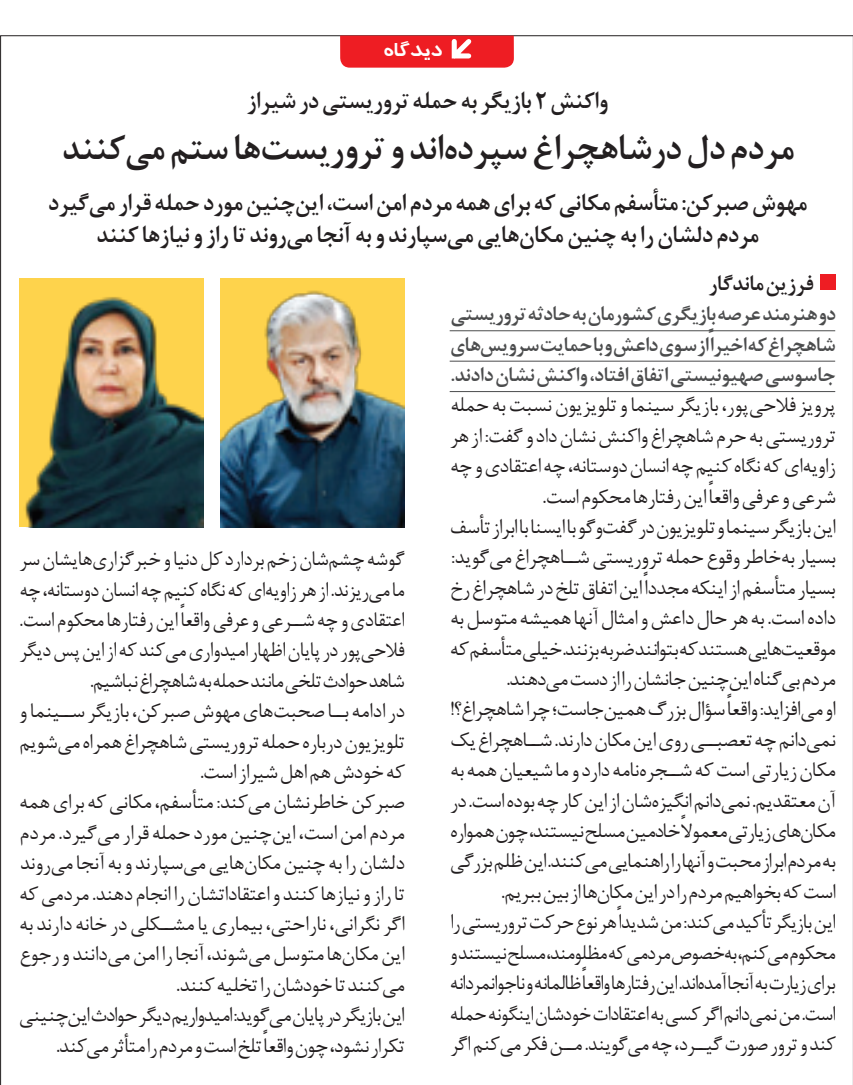 دیدگاه
واکنش ۲ بازیگر به حمله تروریستی در شیراز
مردم دل درشاهچراغ سپرده‌اند و تروریست‌ها ستم می‌کنند
مهوش صبرکن: متأسفم مکانی که برای همه مردم امن است، این‌چنین مورد حمله قرار می‌گیرد
مردم دلشان را به چنین مکان‌هایی می‌سپارند و به آنجا می‌روند تا راز و نیازها کنند
فرزین ماندگار
دو هنرمند عرصه بازیگری کشورمان به حادثه تروریستی
شاهچراغ که اخیراً از سوی داعش و با حمایت سرویس‌های
جاسوسی صهیونیستی اتفاق افتاد، واکنش نشان دادند.
پرویز فلاحی‌پور، بازیگر سینما و تلویزیون نسبت به حمله
تروریستی به حرم شاهچراغ واکنش نشان داد و گفت: از هر
زاویه‌ای که نگاه کنیم چه انسان دوستانه، چه اعتقادی و چه
شرعی و عرفی واقعاً این رفتارها محکوم است.
این بازیگر سینما و تلویزیون در گفت‌وگو با ایسنا با ابراز تأسف
بسیار به‌خاطر وقوع حمله تروریستی شاهچراغ می‌گوید:
بسیار متأسفم از اینکه مجدداً این اتفاق تلخ در شاهچراغ رخ
داده است. به هر حال داعش و امثال آنها همیشه متوسل به
موقعیت‌هایی هستند که بتوانند ضربه بزنند. خیلی متأسفم که
مردم بی‌گناه این‌چنین جانشان را از دست می‌دهند.
او می‌افزاید: واقعاً سؤال بزرگ همین جاست؛ چرا شاهچراغ؟!
نمی‌دانم چه تعصبی روی این مکان دارند. شاهچراغ یک
مکان زیارتی است که شجره‌نامه دارد و ما شیعیان همه به
آن معتقدیم. نمی‌دانم انگیزه‌شان از این کار چه بوده است. در
مکان‌های زیارتی معمولاً خادمین مسلح نیستند، چون همواره
به مردم ابراز محبت و آنها را راهنمایی می‌کنند. این ظلم بزرگی
است که بخواهیم مردم را در این مکان‌ها از بین ببریم.
این بازیگر تأکید می‌کند: من شدیداً هر نوع حرکت تروریستی را
محکوم می‌کنم، به‌خصوص مردمی که مظلومند، مسلح نیستند و
برای زیارت به آنجا آمده‌اند. این رفتارها واقعاً ظالمانه و ناجوانمردانه
است. من نمی‌دانم اگر کسی به اعتقادات خودشان اینگونه حمله
کند و ترور صورت گیرد، چه می‌گویند. من فکر می‌کنم اگر
گوشه چشم‌شان زخم بردارد کل دنیا و خبرگزاری‌هایشان سر
ما می‌ریزند. از هر زاویه‌ای که نگاه کنیم چه انسان دوستانه، چه
اعتقادی و چه شرعی و عرفی واقعاً این رفتارها محکوم است.
فلاحی‌پور در پایان اظهار امیدواری می‌کند که از این پس دیگر
شاهد حوادث تلخی مانند حمله به شاهچراغ نباشیم.
در ادامه با صحبت‌های مهوش صبرکن، بازیگر سینما و
تلویزیون درباره حمله تروریستی شاهچراغ همراه می‌شویم
که خودش هم اهل شیراز است.
صبرکن خاطرنشان می‌کند: متأسفم، مکانی که برای همه
مردم امن است، این‌چنین مورد حمله قرار می‌گیرد. مردم
دلشان را به چنین مکان‌هایی می‌سپارند و به آنجا می‌روند
تا راز و نیازها کنند و اعتقاداتشان را انجام دهند. مردمی که
اگر نگرانی، ناراحتی، بیماری یا مشکلی در خانه دارند به
این مکان‌ها متوسل می‌شوند، آنجا را امن می‌دانند و رجوع
می‌کنند تا خودشان را تخلیه کنند.
این بازیگر در پایان می‌گوید: امیدواریم دیگر حوادث این‌چنینی
تکرار نشود، چون واقعاً تلخ است و مردم را متأثر می‌کند.